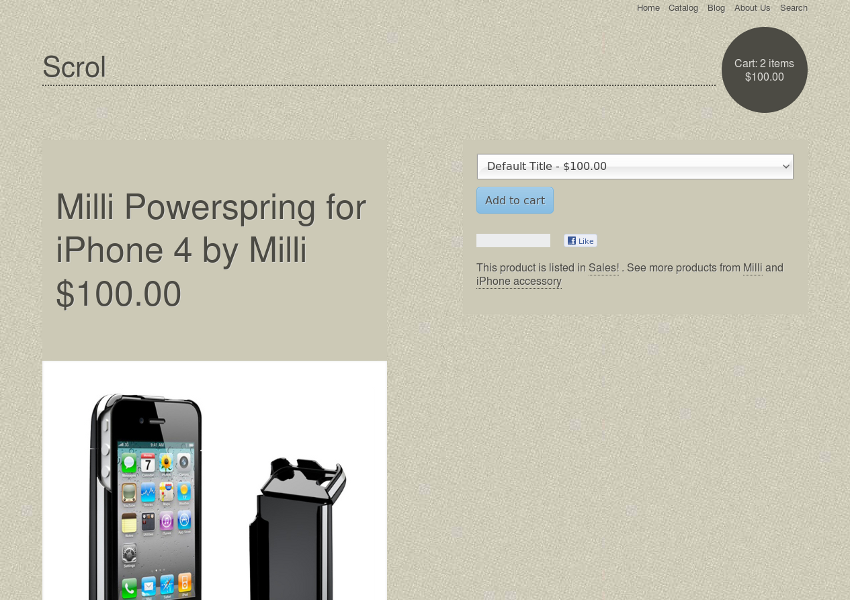 Home Catalog Blog About Us Search
Scrol
Cart: 2 items
$100.00
Milli Powerspring for
iPhone 4 by Milli
$100.00
Default Title - $100.00
Add to cart
Like
This product is listed in Sales! . See more products from Milli and
iPhone accessory
7